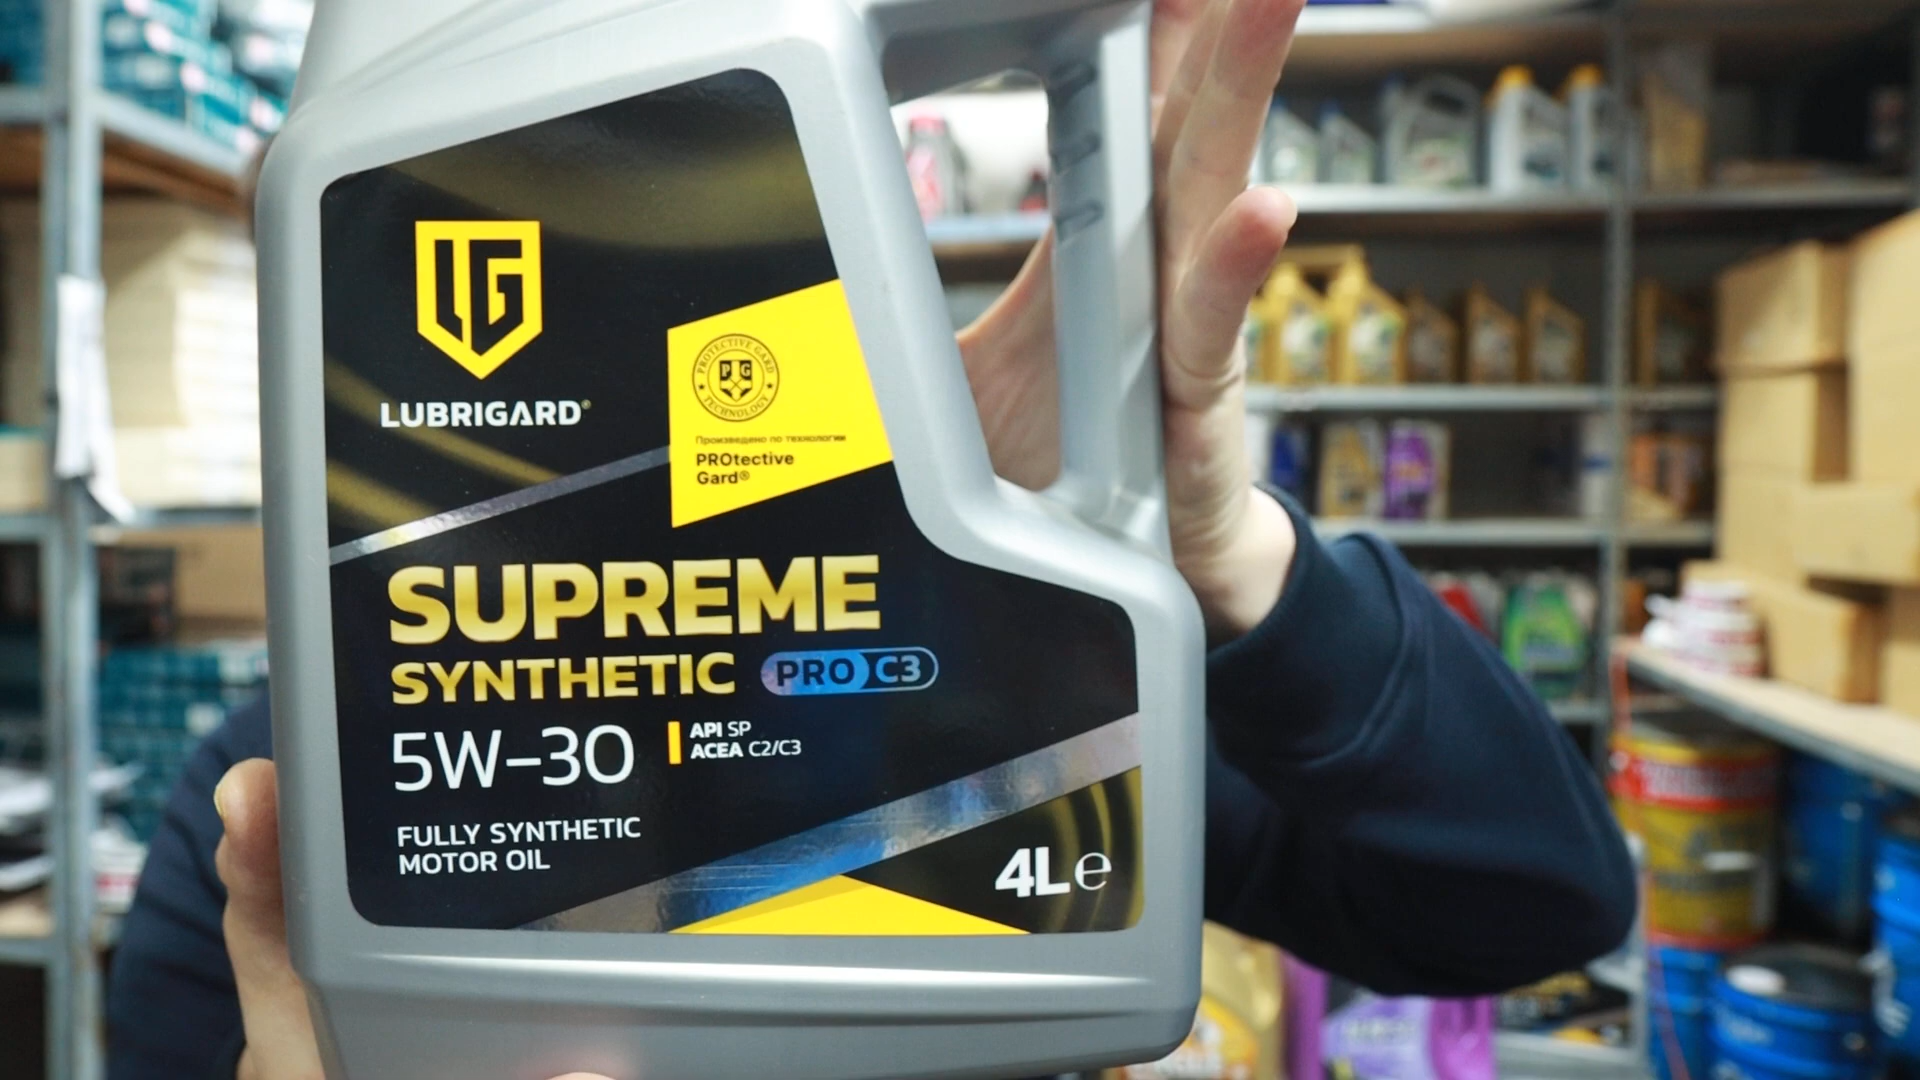 LG
LUBRIGARD®
PROTECTIVE GARD
PG
TECHNOLOGY
Произведено по технологии
PROtective
Gard®
SUPREME
SYNTHETIC PRO C3
5W-30
API SP
ACEA C2/C3
FULLY SYNTHETIC
MOTOR OIL
4L e